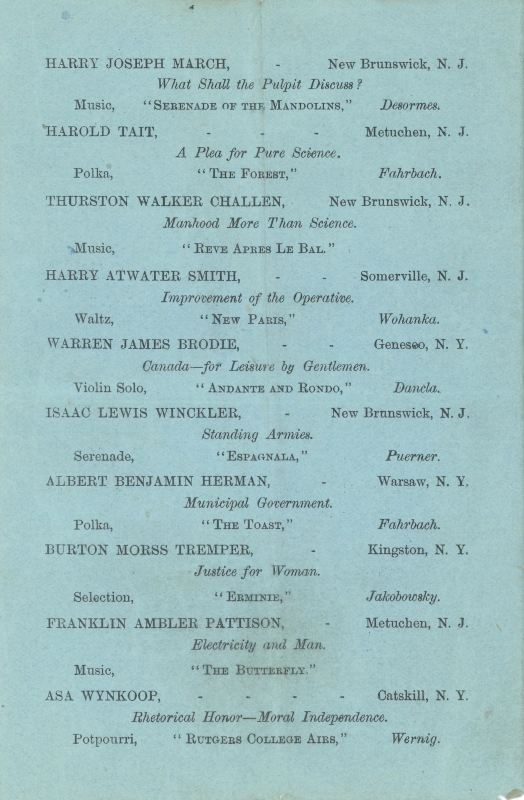 HARRY JOSEPH MARCH, - New Brunswick, N. J.
What Shall the Pulpit Discuss?
Music, "SERENADE OF THE MANDOLINS," Desormes.
HAROLD TAIT, - - - Metuchen, N. J.
A Plea for Pure Science.
Polka, "THE FOREST," Fahrbach.
THURSTON WALKER CHALLEN, New Brunswick, N. J.
Manhood More Than Science.
Music, "REVE APRES LE BAL."
HARRY ATWATER SMITH, - - Somerville, N. J.
Improvement of the Operative.
Waltz, "NEW PARIS," Wohanka.
WARREN JAMES BRODIE, - - Geneseo, N. Y.
Canada—for Leisure by Gentlemen.
Violin Solo, "ANDANTE AND RONDO," Dancla.
ISAAC LEWIS WINCKLER, - New Brunswick, N. J.
Standing Armies.
Serenade, "ESPAGNALA," Puerner.
ALBERT BENJAMIN HERMAN, - Warsaw, N. Y.
Municipal Government.
Polka, "THE TOAST," Fahrbach.
BURTON MORSS TREMPER, - Kingston, N. Y.
Justice for Woman.
Selection, "ERMINIE," Jakobowsky.
FRANKLIN AMBLER PATTISON, - Metuchen, N. J.
Electricity and Man.
Music, "THE BUTTERFLY."
ASA WYNKOOP, - - - - Catskill, N. Y.
Rhetorical Honor—Moral Independence.
Potpourri, "RUTGERS COLLEGE AIRS," Wernig.